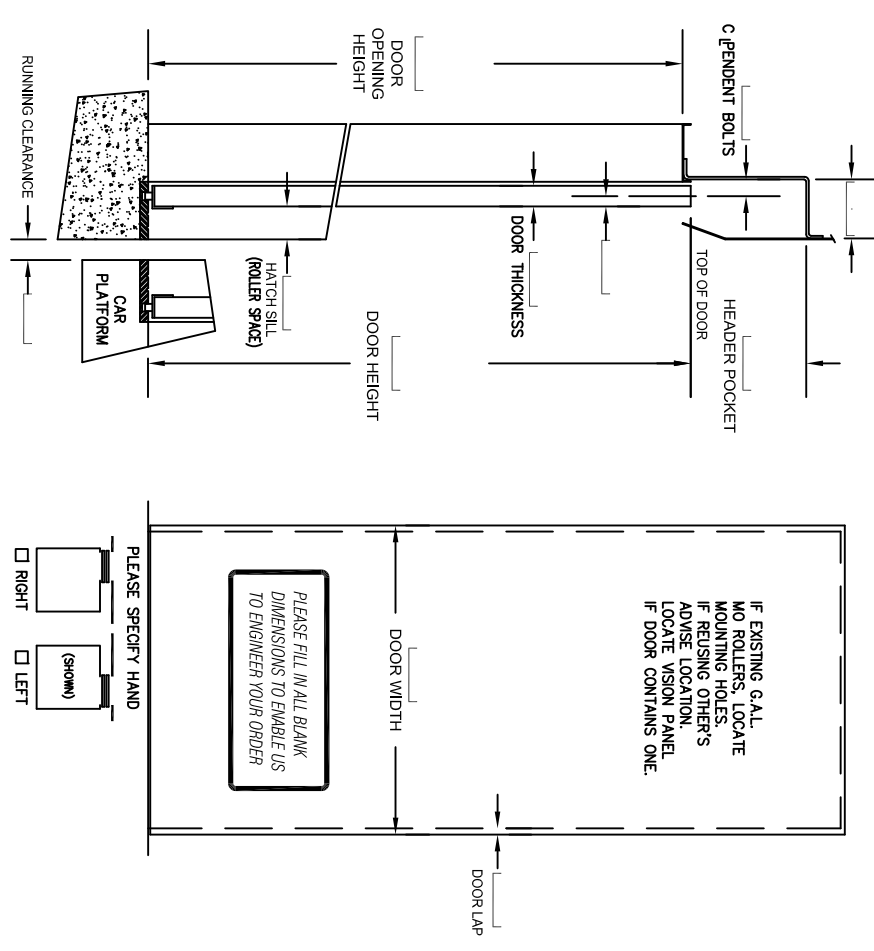 C L PENDENT BOLTS
DOOR
OPENING
HEIGHT
RUNNING CLEARANCE
TOP OF DOOR
HEADER POCKET
DOOR THICKNESS
HATCH SILL
(ROLLER SPACE)
DOOR HEIGHT
CAR
PLATFORM
IF EXISTING G.A.L.
MO ROLLERS, LOCATE
MOUNTING HOLES.
IF REUSING OTHER'S
ADVISE LOCATION.
LOCATE VISION PANEL
IF DOOR CONTAINS ONE.
DOOR WIDTH
DOOR LAP
PLEASE FILL IN ALL BLANK
DIMENSIONS TO ENABLE US
TO ENGINEER YOUR ORDER
PLEASE SPECIFY HAND
(SHOWN)
RIGHT
LEFT